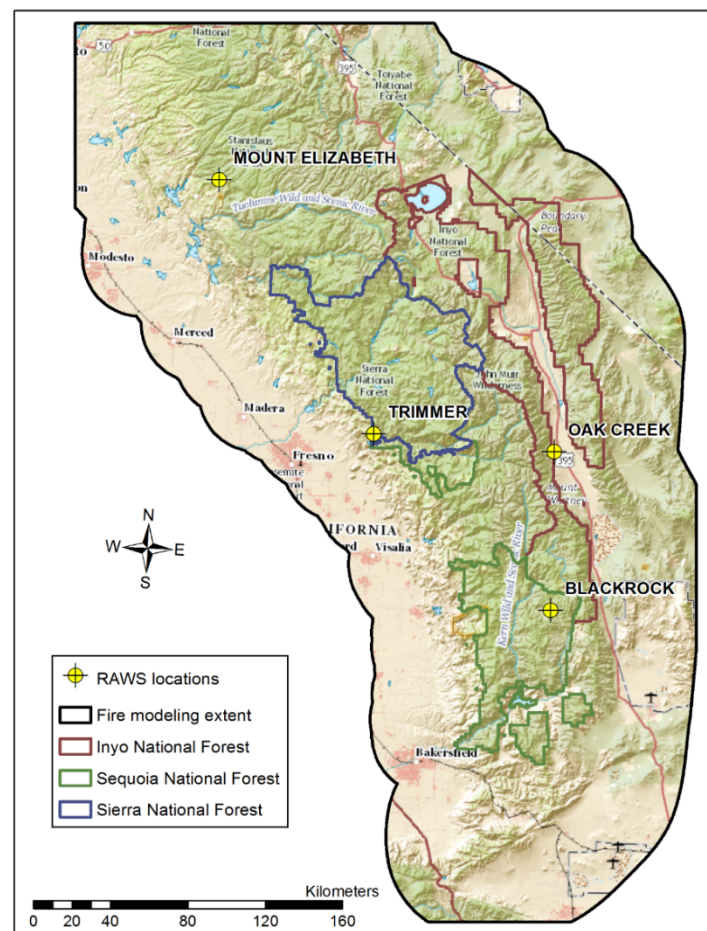 National
Forest
50
395
Toiyabe
National
Forest
Stanislaus
MOUNT ELIZABETH
Tuolumne Wild and Scenic River
Boundary
Peak
Inyo
National
Forest
Modesto
Merced
Sierra
National
Forest
John Muir
Wilderness
Madera
TRIMMER
OAK CREEK
395
Fresno
Mount
Whitney
N
W
E
S
IFORNIA
Visalia
Kern Wild and Scenic River
BLACKROCK
RAWS locations
Fire modeling extent
Inyo National Forest
Sequoia National Forest
Sierra National Forest
Bakersfield
Kilometers
0 20 40 80 120 160